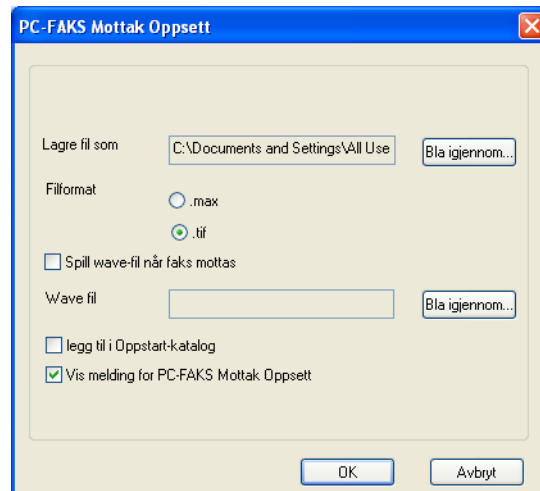 PC-FAKS Mottak Oppsett
Lagre fil som
C:\Documents and Settings\All Use
Bla igjennom...
Filformat
.max
.tif
Spill wave-fil når faks mottas
Wave fil
Bla igjennom...
legg til i Oppstart-katalog
Vis melding for PC-FAKS Mottak Oppsett
OK
Avbryt